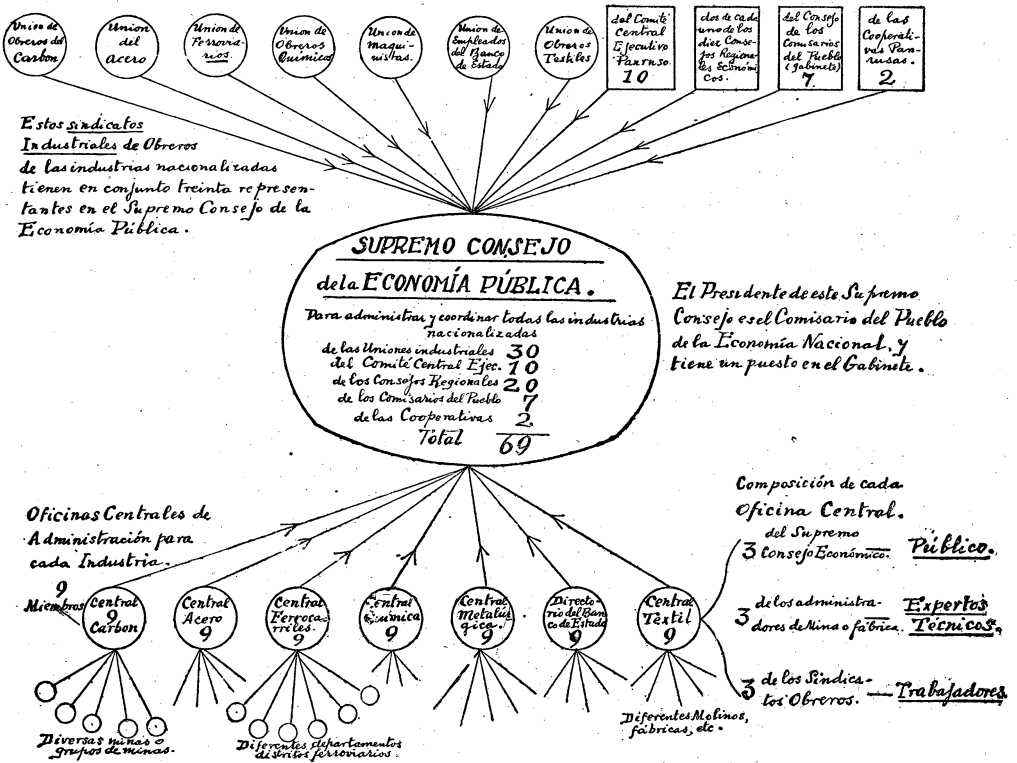 Union de
Obreros del
Carbon
Union
del
Acero
Union de
Ferrovia-
rios.
Union de
Obreros
Quimicos
Union de
Maqui-
nistas.
Union de
Empleados
del Banco
de Estado
Union de
Obreros
Textiles
del Comité
Central
Ejecutivo
Panruso
10
dos de cada
uno de los
diez Conse-
jos Regiona-
les Económi-
cos.
del Consejo
de los
Comisarios
del Pueblo
(gabinete)
7
de las
Cooperati-
vas Pan-
rusas.
2
Estos sindicatos
Industriales de Obreros
de las industrias nacionalizadas
tienen en conjunto treinta represen-
tantes en el Supremo Consejo de la
Economía Pública.
SUPREMO CONSEJO
de la ECONOMÍA PÚBLICA.
Para administrar y coordinar todas las industrias
nacionalizadas
de las Uniones industriales 30
del Comité Central Ejec. 10
de los Consejos Regionales 20
de los Comisarios del Pueblo 7
de las Cooperativas 2
Total 69
El Presidente de este Supremo
Consejo es el Comisario del Pueblo
de la Economía Nacional, y
tiene un puesto en el Gabinete.
Oficinas Centrales de
Administración para
cada Industria.
9
Miembros
Central
9
Carbon
Central
Acero
9
Central
Ferroca-
rriles.
9
Central
Química
9
Central
Metalúr
gica.
9
Directo-
rio del Ban
co de Estado
9
Central
Textil
9
Diversas minas o
grupos de minas.
Diferentes departamentos
distritos ferroviarios.
Diferentes Molinos,
fábricas, etc.
Composición de cada
Oficina Central.
del Supremo
3 Consejo Económico. — Público.
de los administra- Expertos
3 dores de Mina o fábrica. Técnicos.
3 de los Sindica-
tos Obreros. — Trabajadores.